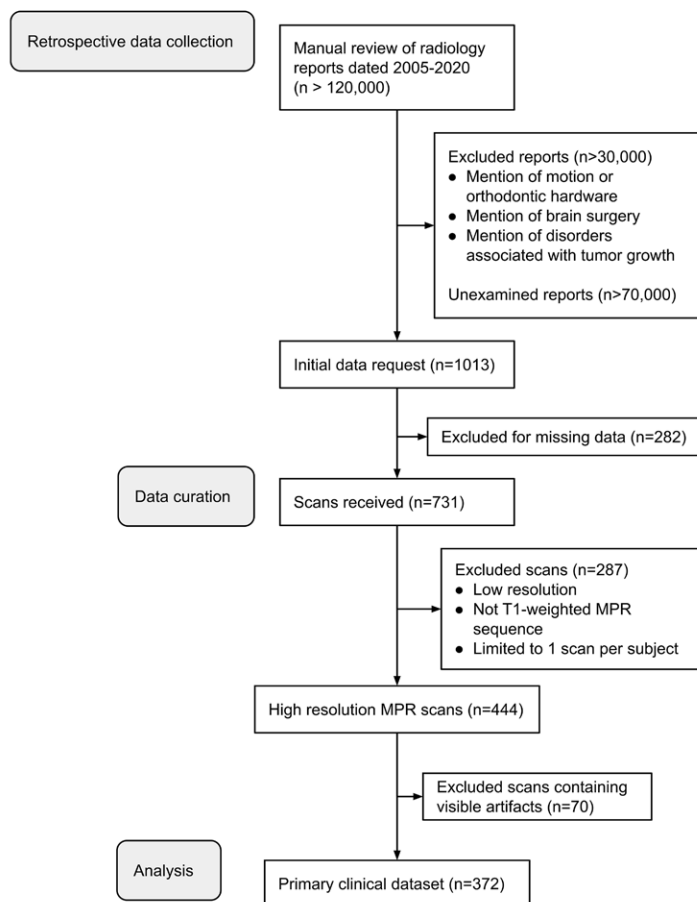 Retrospective data collection
Manual review of radiology
reports dated 2005-2020
(n > 120,000)
Excluded reports (n>30,000)
● Mention of motion or
orthodontic hardware
● Mention of brain surgery
● Mention of disorders
associated with tumor growth
Unexamined reports (n>70,000)
Initial data request (n=1013)
Excluded for missing data (n=282)
Data curation
Scans received (n=731)
Excluded scans (n=287)
● Low resolution
● Not T1-weighted MPR
sequence
● Limited to 1 scan per subject
High resolution MPR scans (n=444)
Excluded scans containing
visible artifacts (n=70)
Analysis
Primary clinical dataset (n=372)